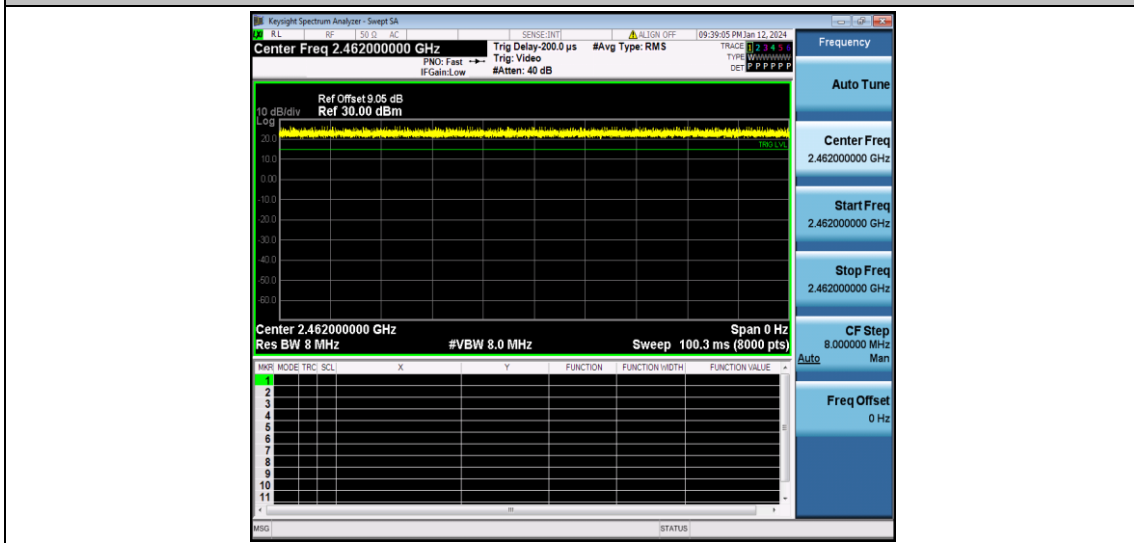 Keysight Spectrum Analyzer - Swept SA
RL RF 50 Ω AC SENSE:INT ALIGN OFF 09:39:05 PM Jan 12, 2024
Center Freq 2.462000000 GHz
PNO: Fast
IFGain:Low
Trig Delay-200.0 µs
Trig: Video
#Atten: 40 dB
#Avg Type: RMS
TRACE 1 2 3 4 5 6
TYPE WWWWWW
DET P P P P P P
Ref Offset 9.05 dB
10 dB/div Ref 30.00 dBm
Log
20.0
TRIG LVL
10.0
0.00
-10.0
-20.0
-30.0
-40.0
-50.0
-60.0
Center 2.462000000 GHz Span 0 Hz
Res BW 8 MHz #VBW 8.0 MHz Sweep 100.3 ms (8000 pts)
MKR MODE TRC SCL X Y FUNCTION FUNCTION WIDTH FUNCTION VALUE
1
2
3
4
5
6
7
8
9
10
11
MSG STATUS
Frequency
Auto Tune
Center Freq
2.462000000 GHz
Start Freq
2.462000000 GHz
Stop Freq
2.462000000 GHz
CF Step
8.000000 MHz
Auto Man
Freq Offset
0 Hz